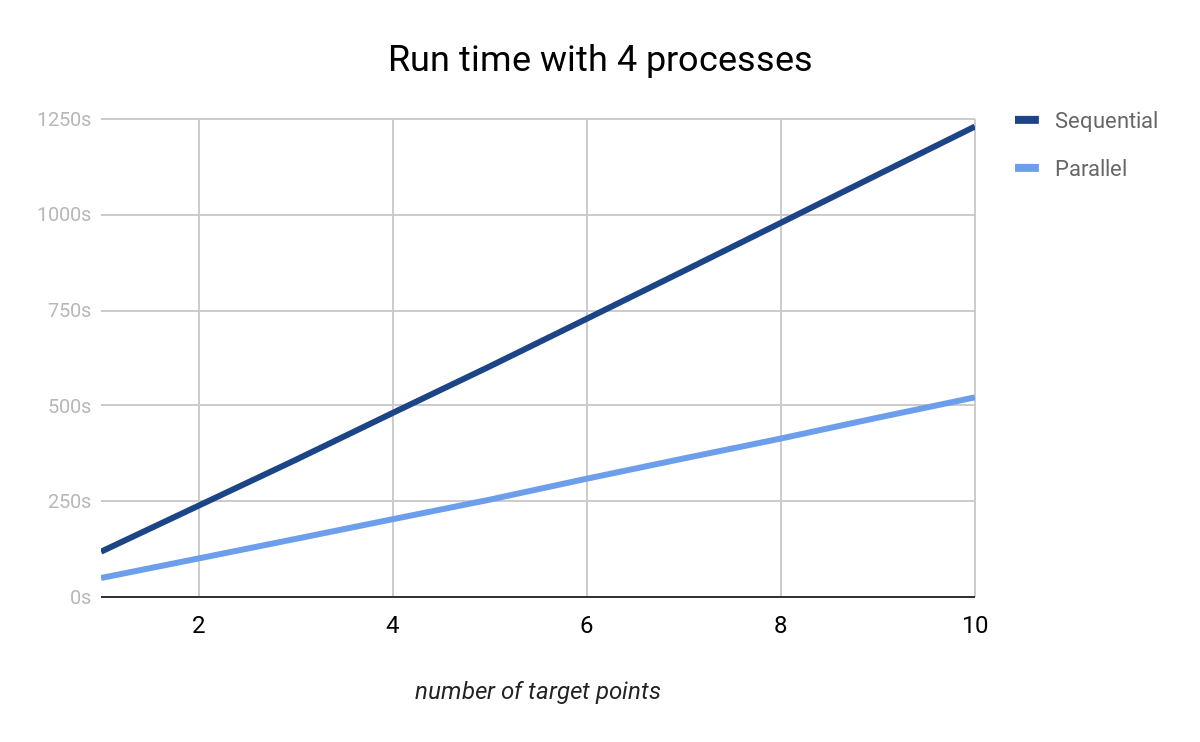 Run time with 4 processes
1250s
1000s
750s
500s
250s
0s
2 4 6 8 10
number of target points
Sequential
Parallel